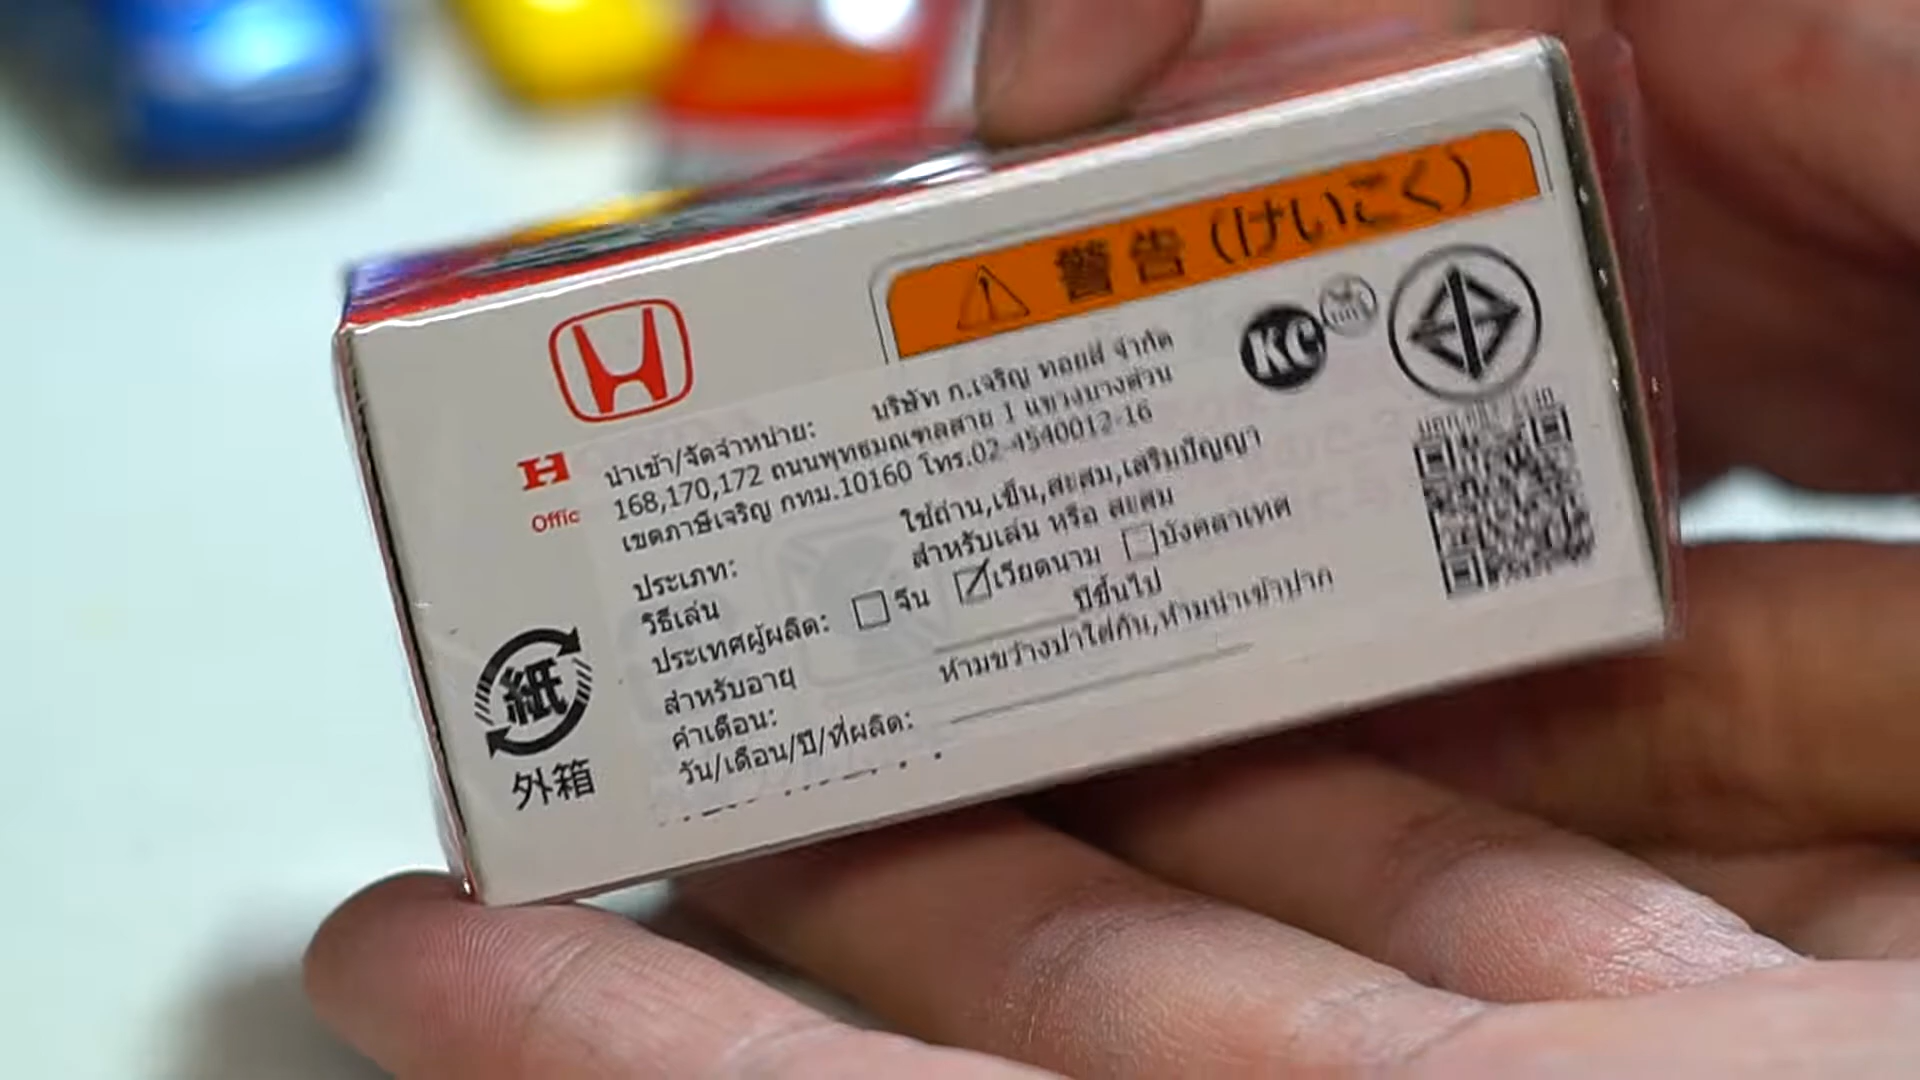 警告(けいこく)
KC
H
Offic
นำเข้า/จัดจำหน่าย: บริษัท ก.เจริญ ทอยส์ จำกัด
168,170,172 ถนนพุทธมณฑลสาย 1 แขวงบางด้วน
เขตภาษีเจริญ กทม.10160 โทร.02-4540012-16
ประเภท: ใช้ถ่าน,เข็น,สะสม,เสริมปัญญา
วิธีเล่น สำหรับเล่น หรือ สะสม
ประเทศผู้ผลิต: จีน เวียดนาม บังคลาเทศ
สำหรับอายุ ปีขึ้นไป
คำเตือน: ห้ามขว้างปาใส่กัน,ห้ามนำเข้าปาก
วัน/เดือน/ปี/ที่ผลิต:
紙
外箱